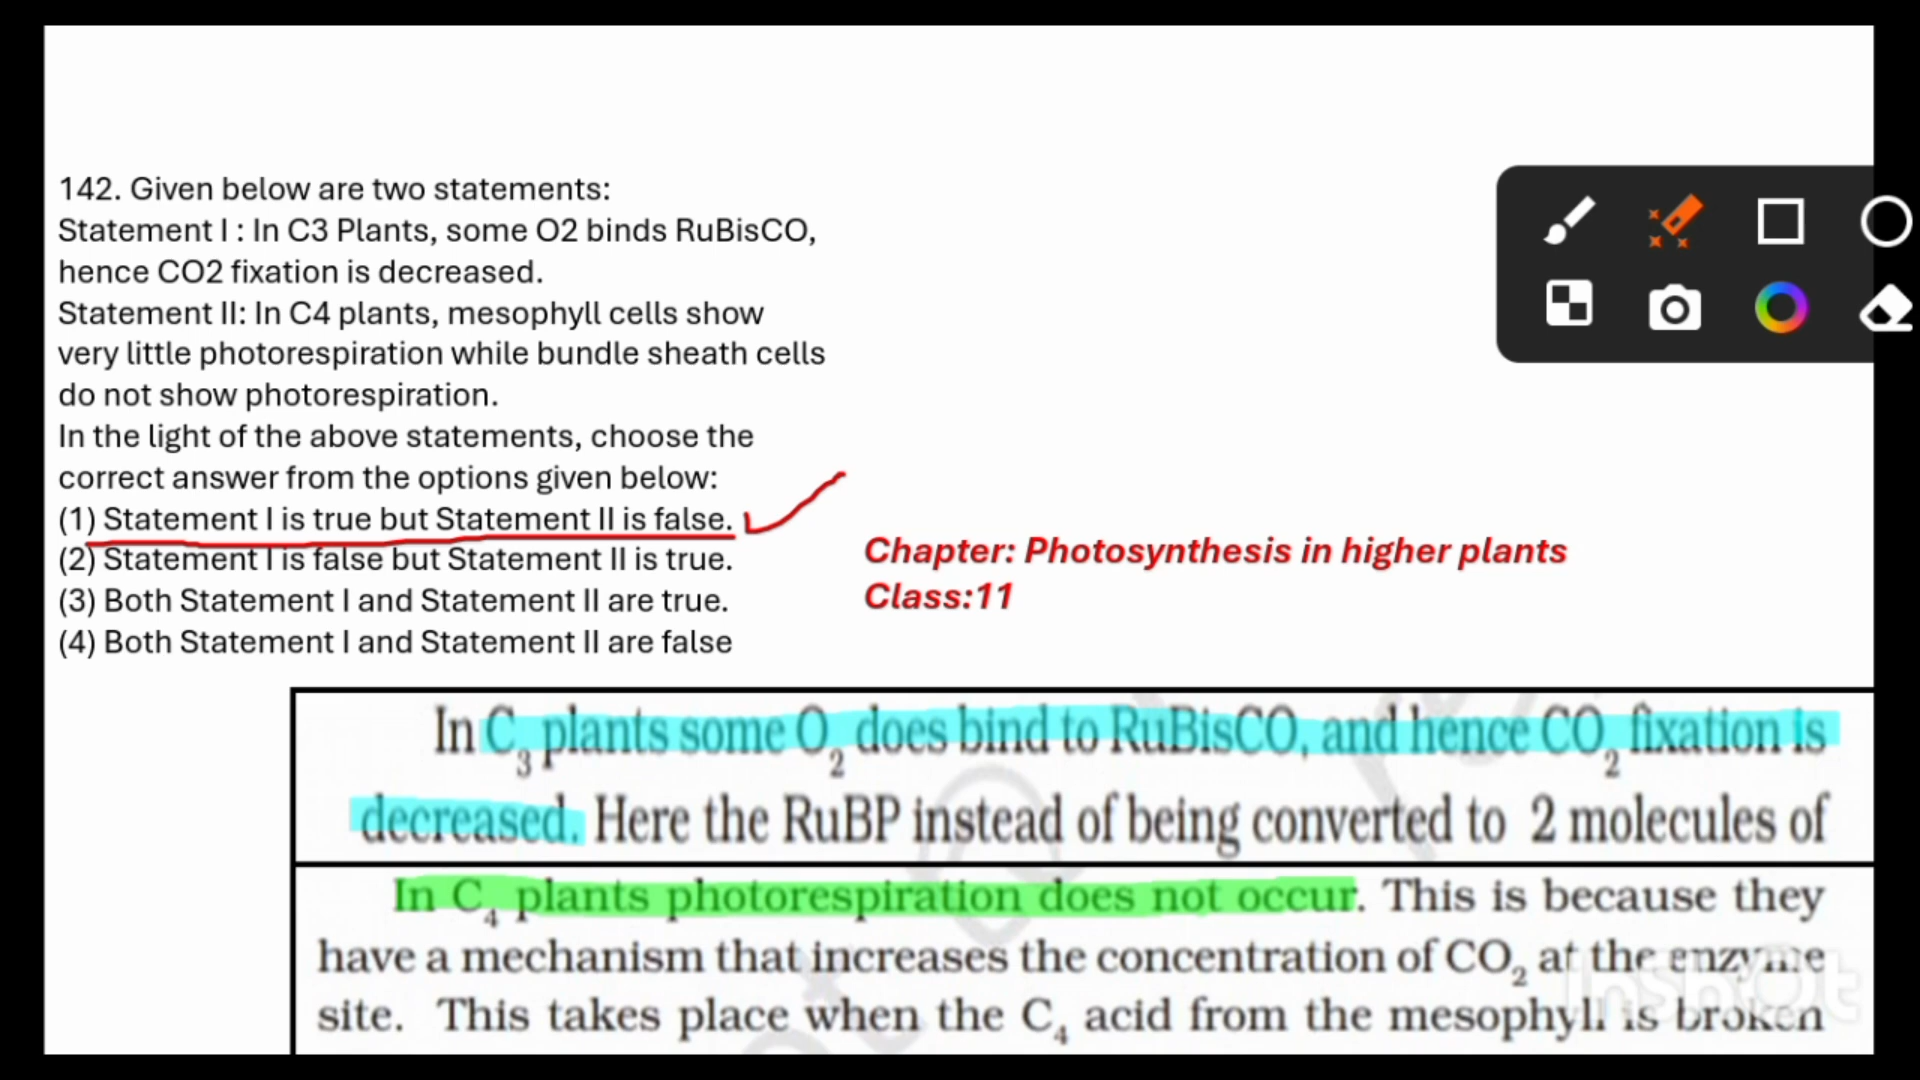 142. Given below are two statements:
Statement I : In C3 Plants, some O2 binds RuBisCO,
hence CO2 fixation is decreased.
Statement II: In C4 plants, mesophyll cells show
very little photorespiration while bundle sheath cells
do not show photorespiration.
In the light of the above statements, choose the
correct answer from the options given below:
(1) Statement I is true but Statement II is false.
(2) Statement I is false but Statement II is true.
(3) Both Statement I and Statement II are true.
(4) Both Statement I and Statement II are false
Chapter: Photosynthesis in higher plants
Class:11
In C₃ plants some O₂ does bind to RuBisCO, and hence CO₂ fixation is
decreased. Here the RuBP instead of being converted to 2 molecules of
In C₄ plants photorespiration does not occur. This is because they
have a mechanism that increases the concentration of CO₂ at the enzyme
site. This takes place when the C₄ acid from the mesophyll is broken
InShOt